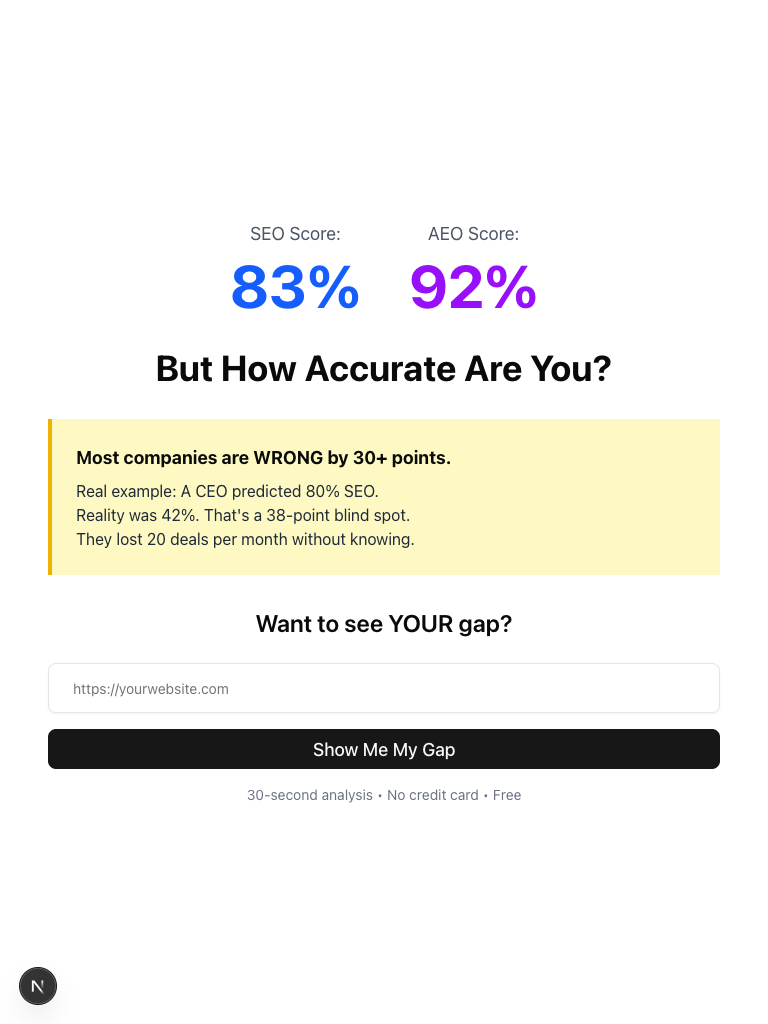 SEO Score:
AEO Score:
83%
92%
But How Accurate Are You?
Most companies are WRONG by 30+ points.
Real example: A CEO predicted 80% SEO.
Reality was 42%. That's a 38-point blind spot.
They lost 20 deals per month without knowing.
Want to see YOUR gap?
https://yourwebsite.com
Show Me My Gap
30-second analysis • No credit card • Free
N